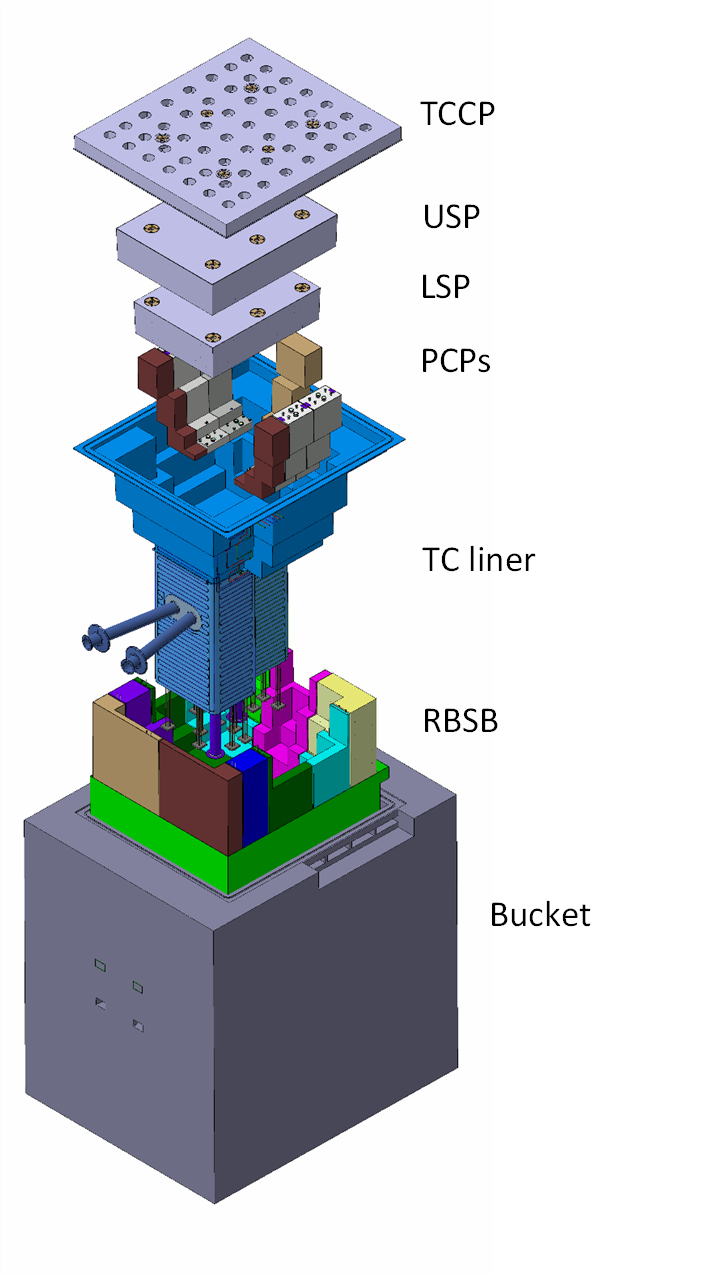 TCCP
USP
LSP
PCPs
TC liner
RBSB
Bucket